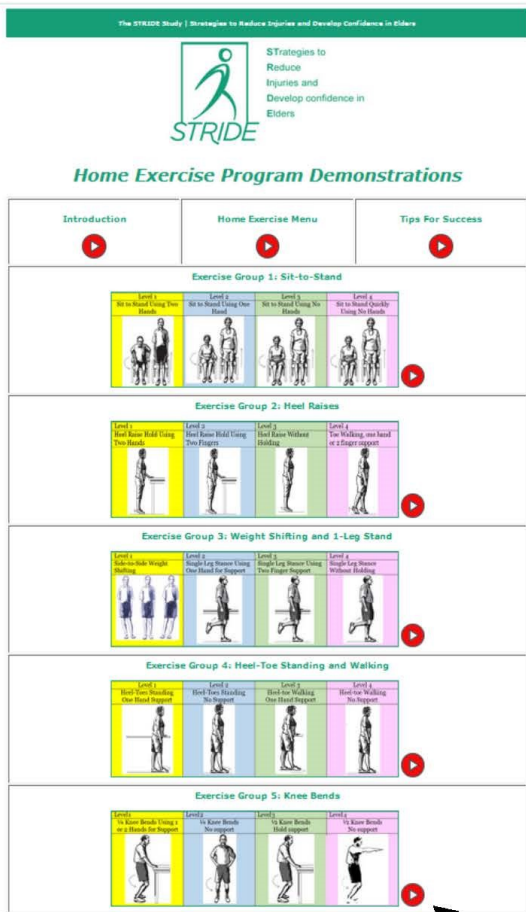 The STRIDE Study | Strategies to Reduce Injuries and Develop Confidence in Elders
STrategies to
Reduce
Injuries and
Develop confidence in
Elders
STRIDE
Home Exercise Program Demonstrations
Introduction
Home Exercise Menu
Tips For Success
Exercise Group 1: Sit-to-Stand
Level 1
Sit to Stand Using Two
Hands
Level 2
Sit to Stand Using One
Hand
Level 3
Sit to Stand Using No
Hands
Level 4
Sit to Stand Quickly
Using No Hands
Exercise Group 2: Heel Raises
Level 1
Heel Raise Hold Using
Two Hands
Level 2
Heel Raise Hold Using
Two Fingers
Level 3
Heel Raise Without
Holding
Level 4
Toe Walking, one hand
or 2 finger support
Exercise Group 3: Weight Shifting and 1-Leg Stand
Level 1
Side-to-Side Weight
Shifting
Level 2
Single Leg Stance Using
One Hand for Support
Level 3
Single Leg Stance Using
Two Finger Support
Level 4
Single Leg Stance
Without Holding
Exercise Group 4: Heel-Toe Standing and Walking
Level 1
Heel-Toes Standing
One Hand Support
Level 2
Heel-Toes Standing
No Support
Level 3
Heel-toe Walking
One Hand Support
Level 4
Heel-toe Walking
No Support
Exercise Group 5: Knee Bends
Level 1
¼ Knee Bends Using 1
or 2 Hands for Support
Level 2
¼ Knee Bends
No support
Level 3
½ Knee Bends
Hold support
Level 4
½ Knee Bends
No support